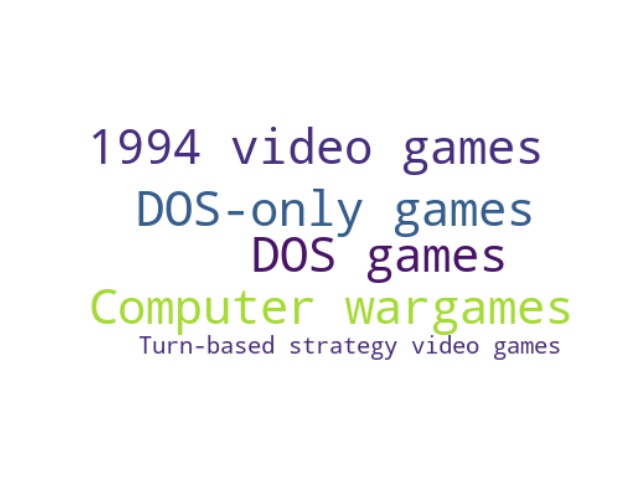 1994 video games
DOS-only games
DOS games
Computer wargames
Turn-based strategy video games